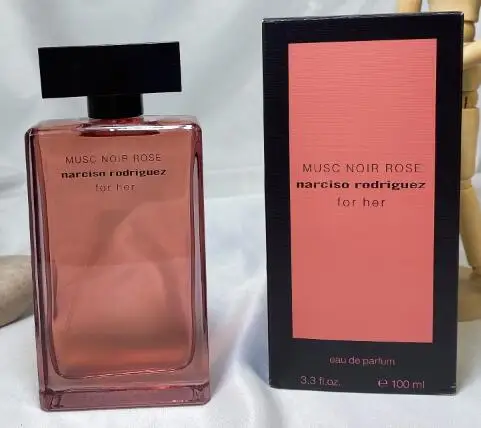 MUSC NOIR ROSE
narciso rodriguez
for her
MUSC NOIR ROSE
narciso rodriguez
for her
eau de parfum
3.3 fl.oz. ℮ 100 ml